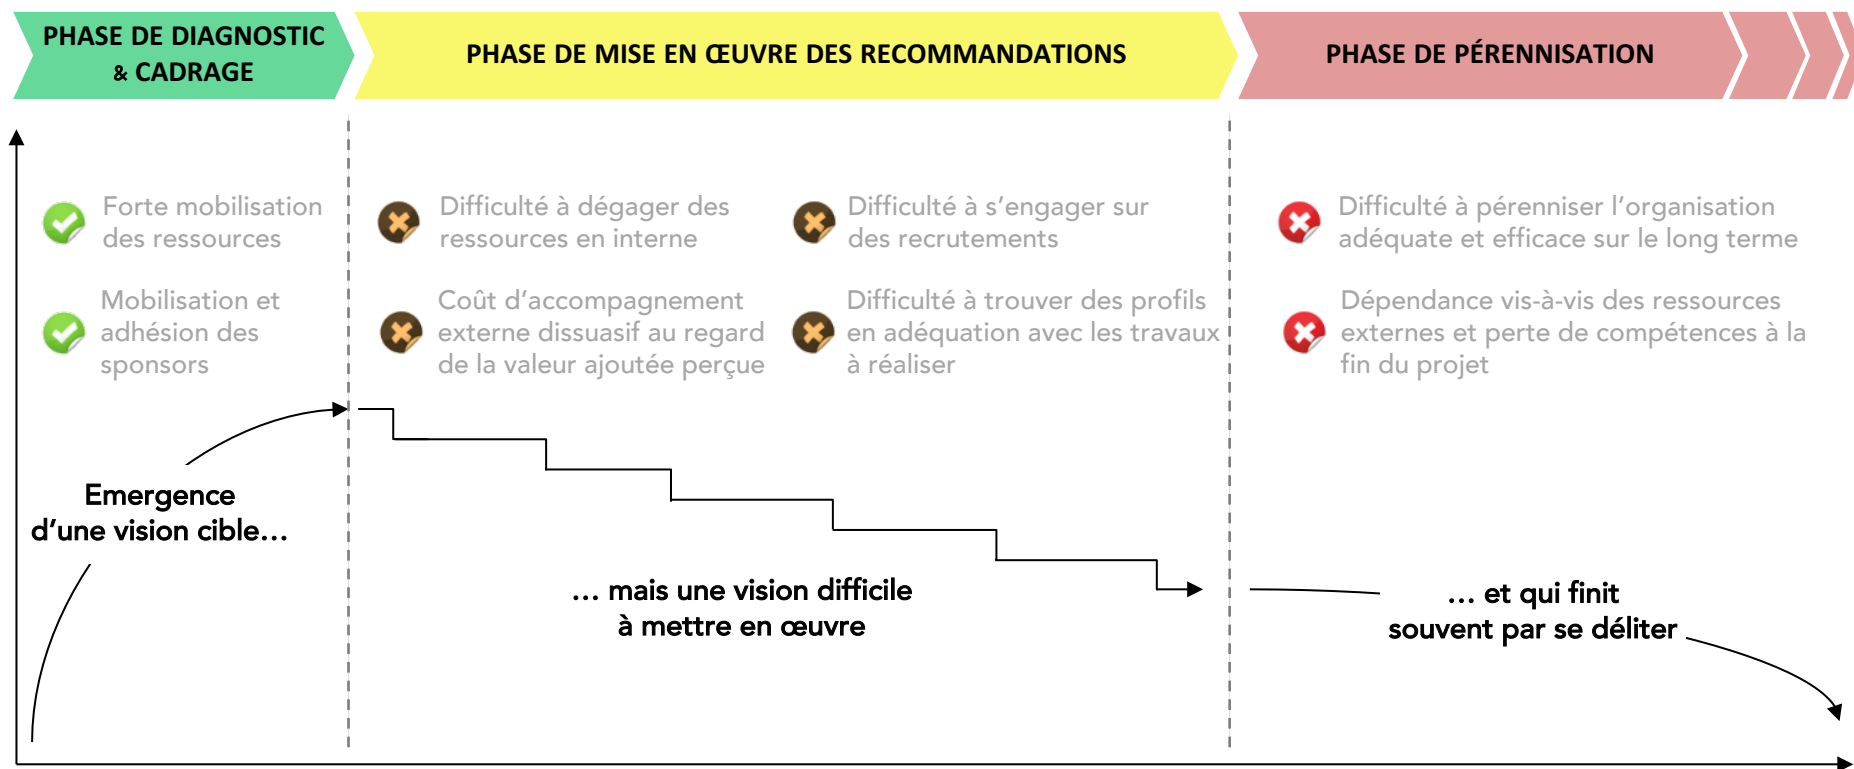 PHASE DE DIAGNOSTIC
& CADRAGE
PHASE DE MISE EN ŒUVRE DES RECOMMANDATIONS
PHASE DE PÉRENNISATION
Forte mobilisation
des ressources
Mobilisation et
adhésion des
sponsors
Difficulté à dégager des
ressources en interne
Coût d’accompagnement
externe dissuasif au regard
de la valeur ajoutée perçue
Difficulté à s’engager sur
des recrutements
Difficulté à trouver des profils
en adéquation avec les travaux
à réaliser
Difficulté à pérenniser l’organisation
adéquate et efficace sur le long terme
Dépendance vis-à-vis des ressources
externes et perte de compétences à la
fin du projet
Emergence
d’une vision cible…
… mais une vision difficile
à mettre en œuvre
… et qui finit
souvent par se déliter